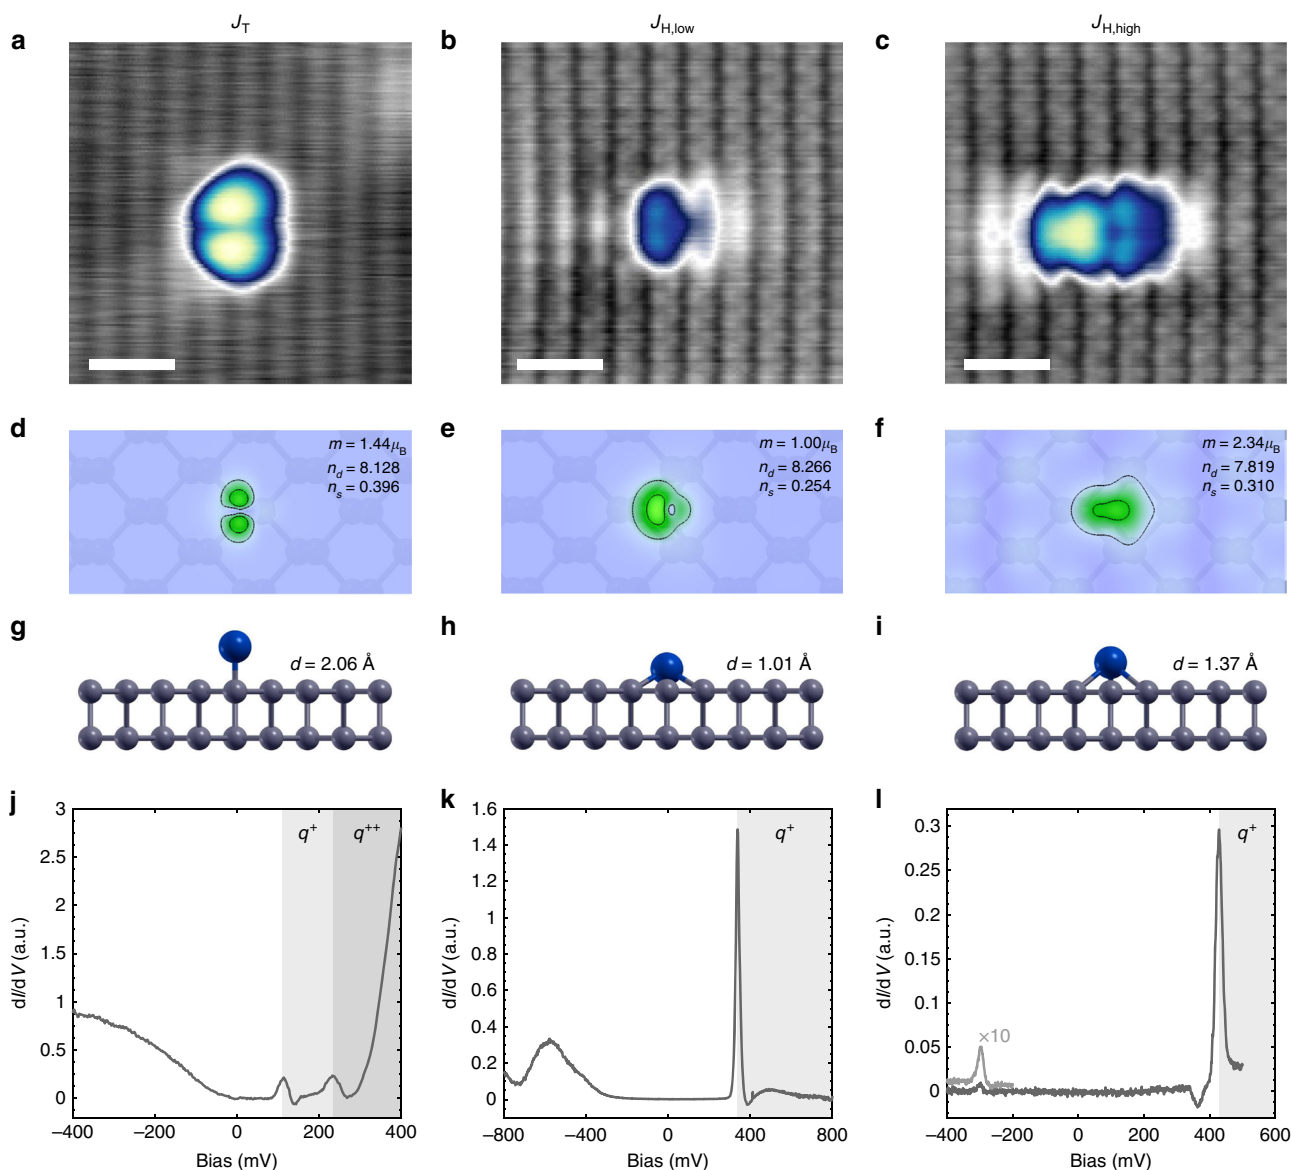 a
J_T
b
J_H,low
c
J_H,high
d
m = 1.44μ_B
n_d = 8.128
n_s = 0.396
e
m = 1.00μ_B
n_d = 8.266
n_s = 0.254
f
m = 2.34μ_B
n_d = 7.819
n_s = 0.310
g
d = 2.06 Å
h
d = 1.01 Å
i
d = 1.37 Å
j
3
2.5
2
1.5
1
0.5
0
q⁺
q⁺⁺
dI/dV (a.u.)
–400
–200
0
200
400
Bias (mV)
k
1.6
1.4
1.2
1.0
0.8
0.6
0.4
0.2
0
q⁺
dI/dV (a.u.)
–800
–400
0
400
800
Bias (mV)
l
0.3
0.25
0.2
0.15
0.1
0.05
0
q⁺
×10
dI/dV (a.u.)
–400
–200
0
200
400
600
Bias (mV)